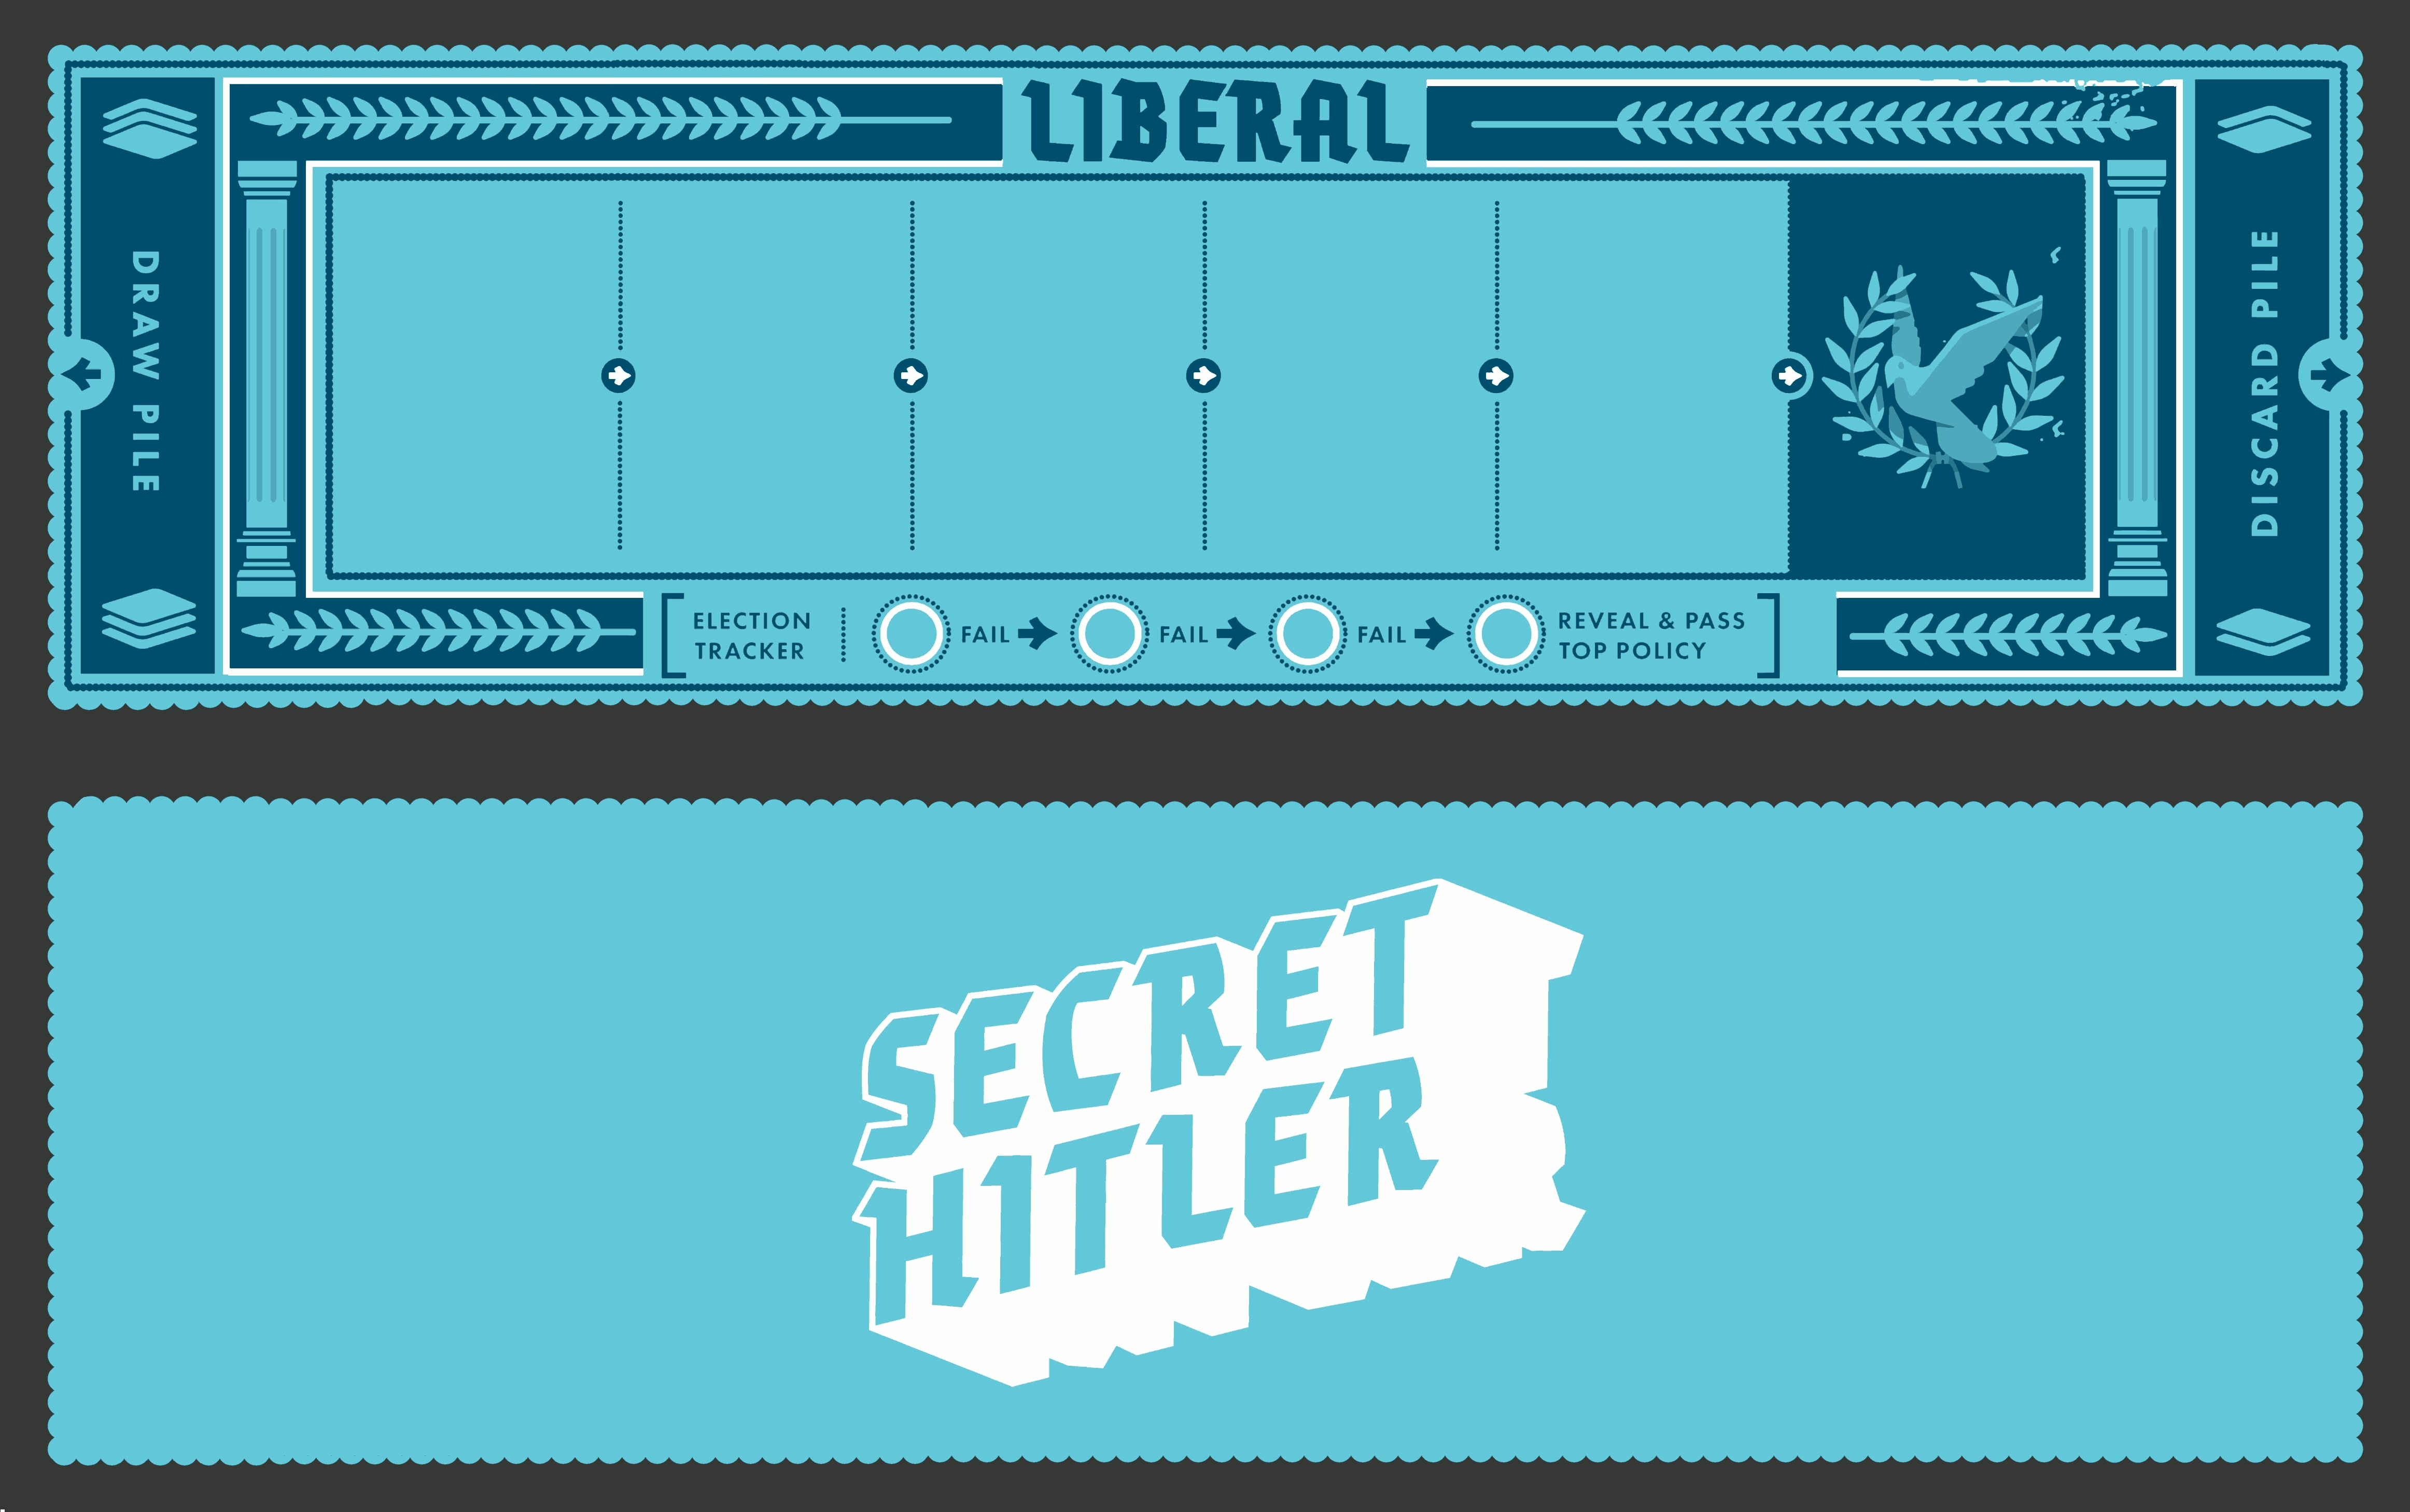 LIBERAL
DRAW PILE
DISCARD PILE
ELECTION
TRACKER
FAIL
FAIL
FAIL
REVEAL & PASS
TOP POLICY
SECRET
HITLER